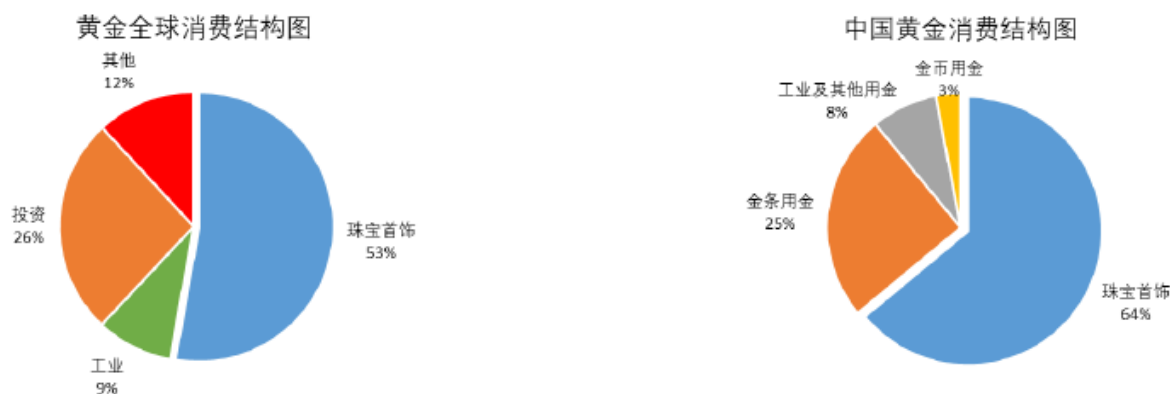 黄金全球消费结构图
其他
12%
投资
26%
珠宝首饰
53%
工业
9%
中国黄金消费结构图
金币用金
3%
工业及其他用金
8%
金条用金
25%
珠宝首饰
64%